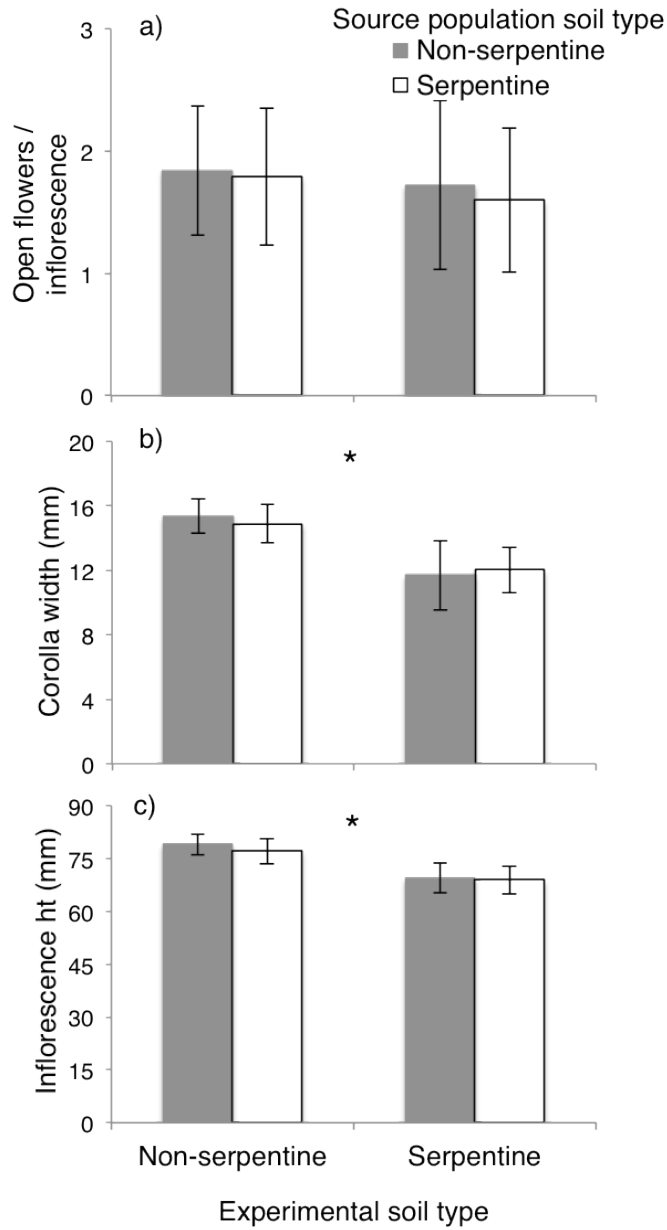 a)
Source population soil type
Non-serpentine
Serpentine
Open flowers /
inflorescence
3
2
1
0
b)
*
Corolla width (mm)
20
16
12
8
4
0
c)
*
Inflorescence ht (mm)
90
75
60
45
30
15
0
Non-serpentine Serpentine
Experimental soil type